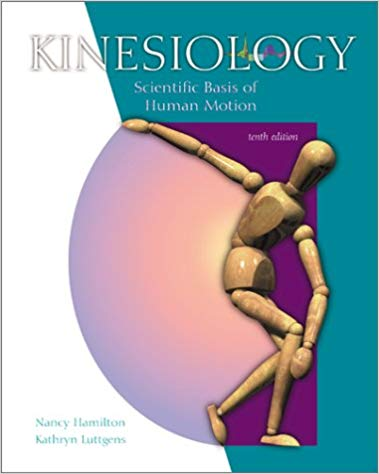 KINESIOLOGY
Scientific Basis of
Human Motion
tenth edition
Nancy Hamilton
Kathryn Luttgens